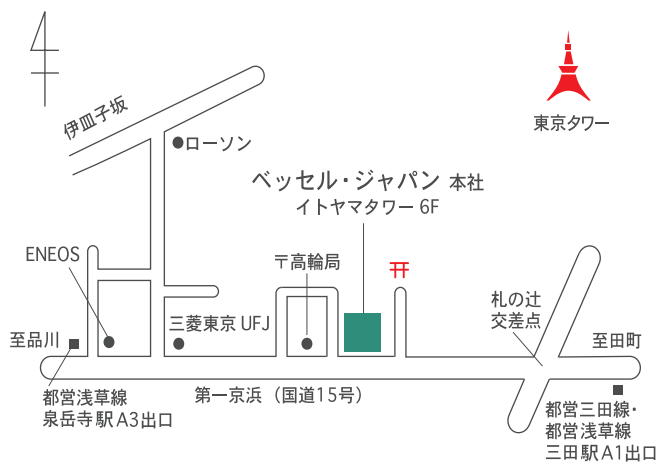 東京タワー
伊皿子坂
ローソン
ベッセル・ジャパン 本社
イトヤマタワー 6F
ENEOS
〒高輪局
札の辻
交差点
三菱東京 UFJ
至品川
至田町
第一京浜（国道15号）
都営浅草線
泉岳寺駅A3出口
都営三田線・
都営浅草線
三田駅A1出口